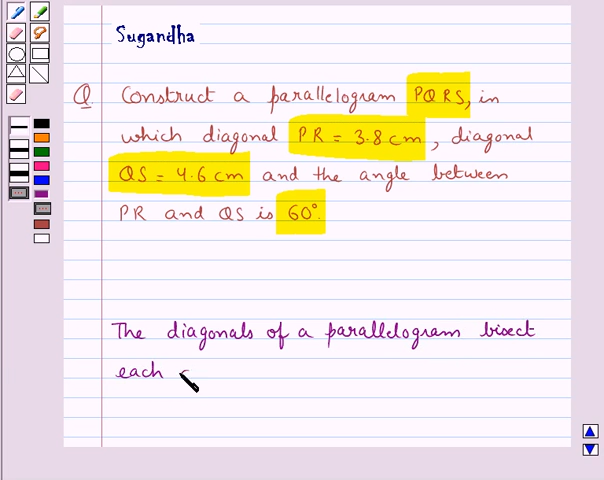 Sugandha
Q Construct a parallelogram PQRS, in
which diagonal PR = 3.8 cm, diagonal
QS = 4.6 cm and the angle between
PR and QS is 60°.
The diagonals of a parallelogram bisect
each